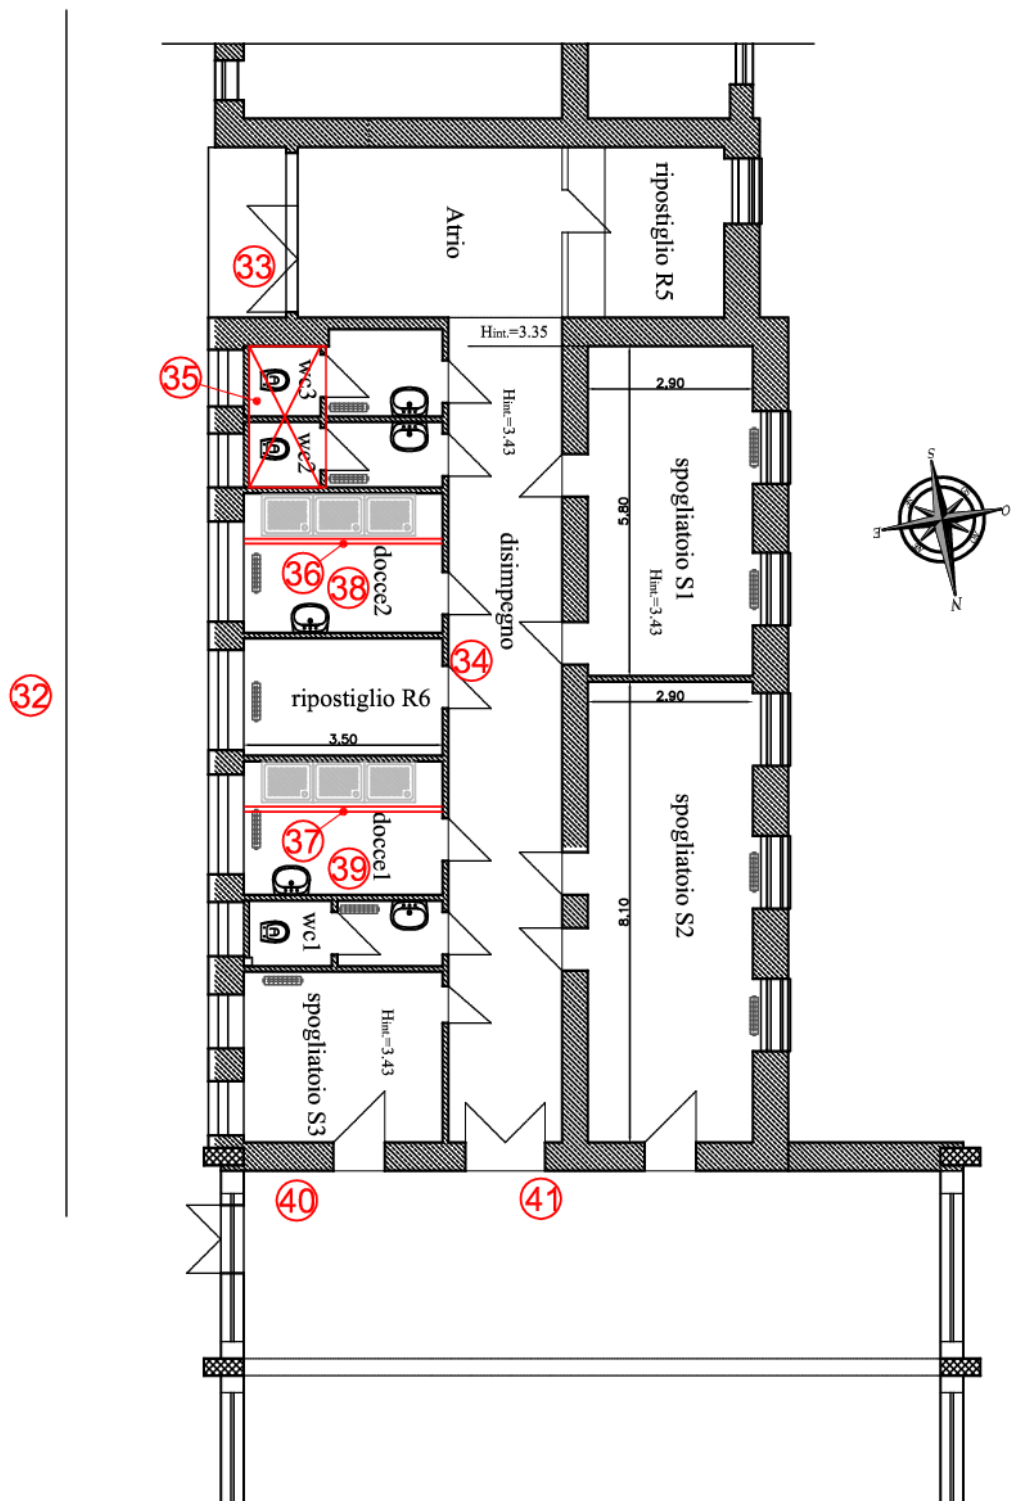 Atrio
ripostiglio R5
33
Hint.=3.35
35
wc3
2.90
Hint.=3.43
wc2
spogliatoio S1
5.80
S
O
E
N
disimpegno
docce2
36
38
Hint.=3.43
34
32
ripostiglio R6
2.90
3.50
docce1
37
39
spogliatoio S2
8.10
wc1
spogliatoio S3
Hint.=3.43
40
41